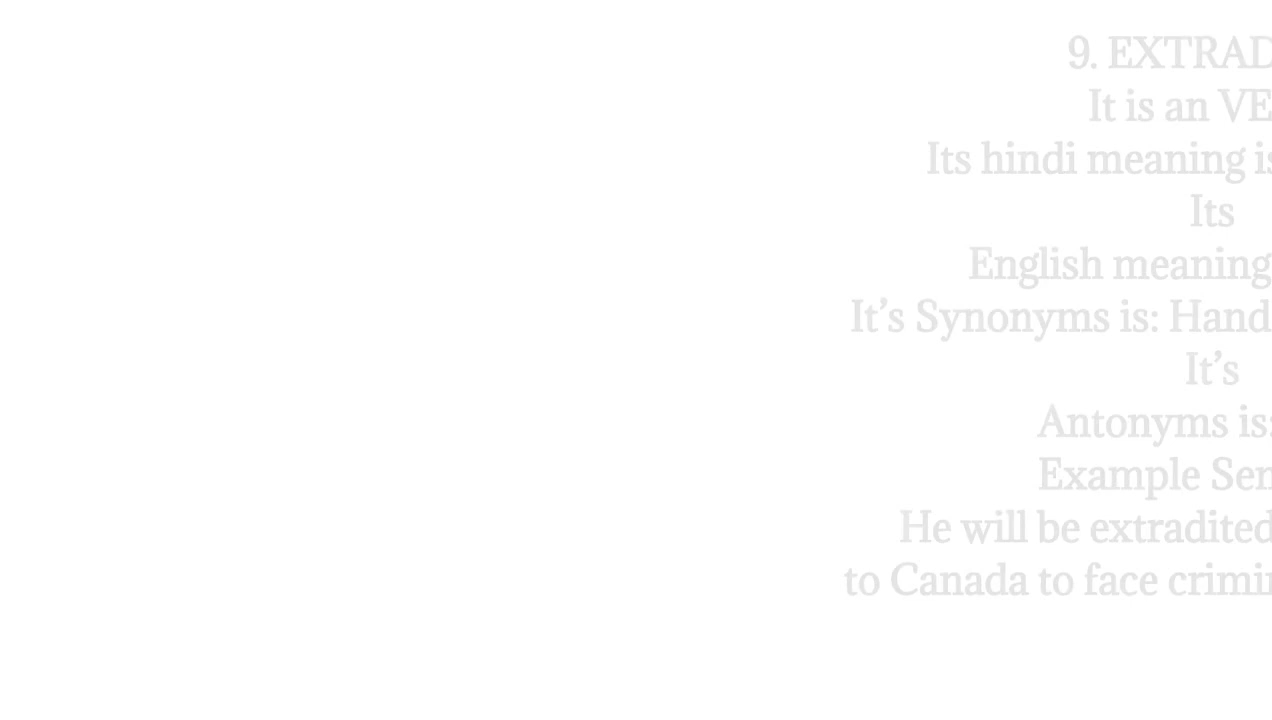 9. EXTRAD
It is an VE
Its hindi meaning is
Its
English meaning
It’s Synonyms is: Hand
It’s
Antonyms is:
Example Sen
He will be extradited
to Canada to face crimin